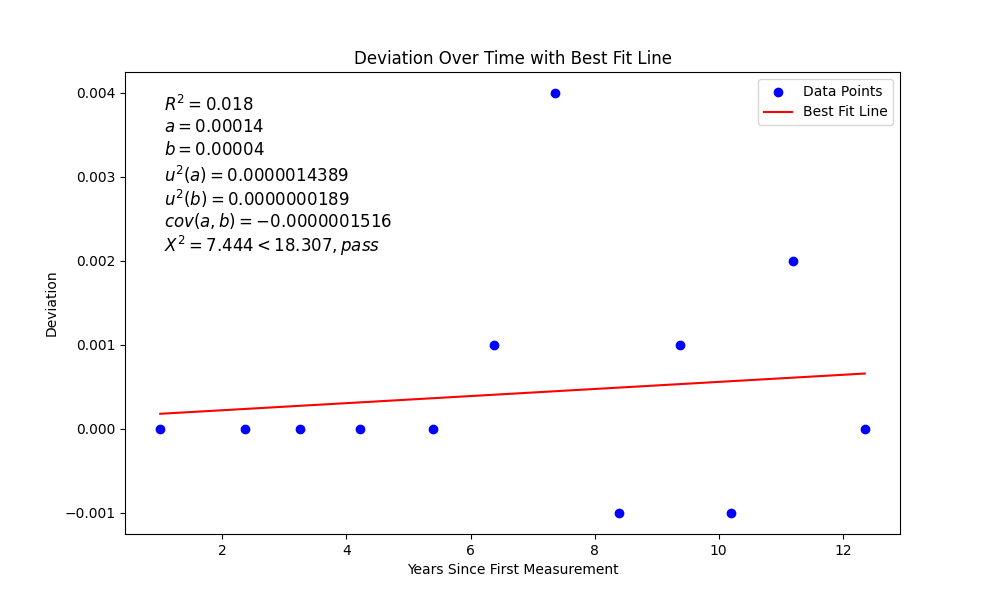 Deviation Over Time with Best Fit Line
R² = 0.018
a = 0.00014
b = 0.00004
u²(a) = 0.0000014389
u²(b) = 0.0000000189
cov(a, b) = −0.0000001516
X² = 7.444 < 18.307, pass
Data Points
Best Fit Line
0.004
0.003
0.002
0.001
0.000
−0.001
Deviation
2 4 6 8 10 12
Years Since First Measurement